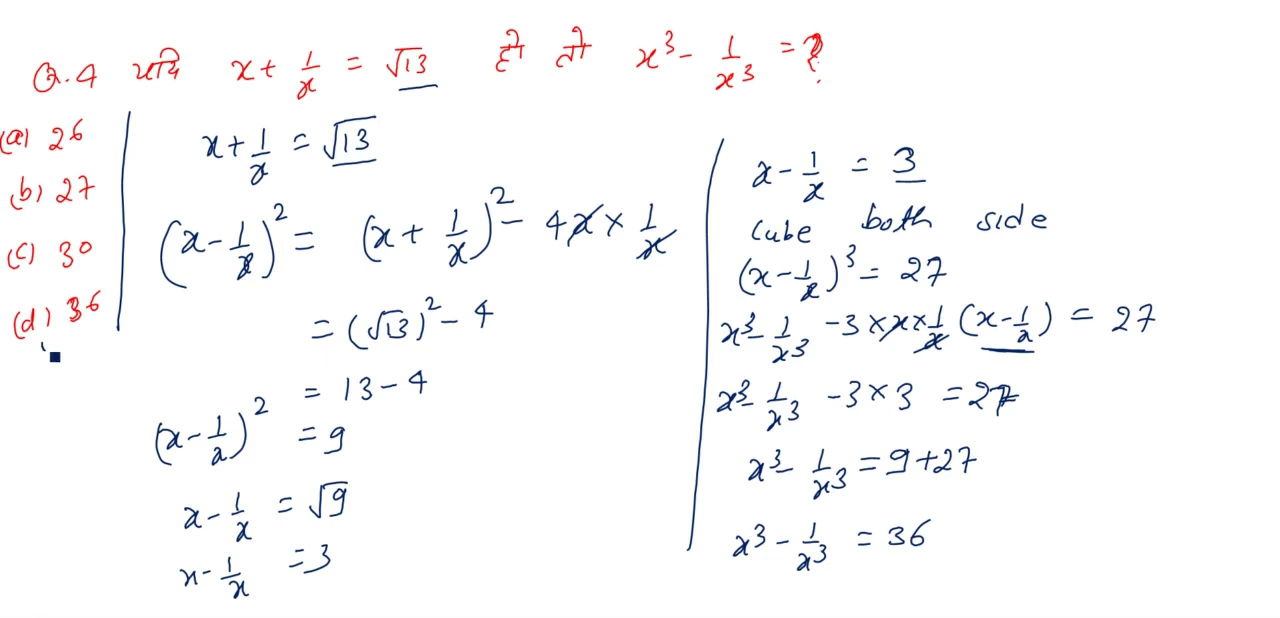 Q.4 यदि x + 1/x = √13 हो तो x³ - 1/x³ = ?
(a) 26
(b) 27
(c) 30
(d) 36
x + 1/x = √13
(x - 1/x)² = (x + 1/x)² - 4x × 1/x
= (√13)² - 4
= 13 - 4
(x - 1/x)² = 9
x - 1/x = √9
x - 1/x = 3
x - 1/x = 3
Cube both side
(x - 1/x)³ = 27
x³ - 1/x³ - 3 × x × 1/x (x - 1/x) = 27
x³ - 1/x³ - 3 × 3 = 27
x³ - 1/x³ = 9 + 27
x³ - 1/x³ = 36